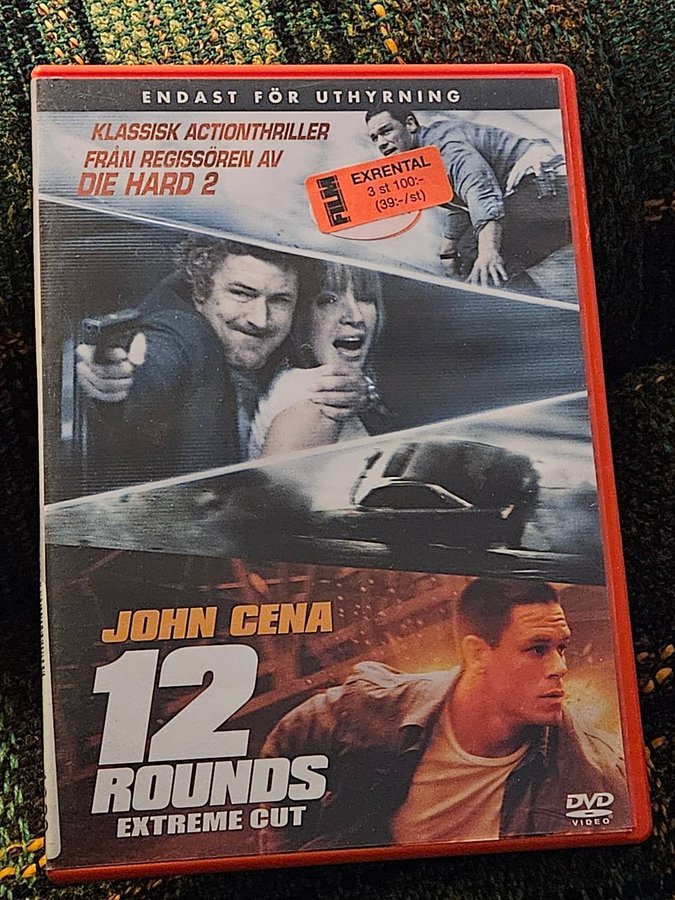 ENDAST FÖR UTHYRNING
KLASSISK ACTIONTHRILLER
FRÅN REGISSÖREN AV
DIE HARD 2
FILM
EXRENTAL
3 st 100:-
(39:-/st)
JOHN CENA
12
ROUNDS
EXTREME CUT
DVD
VIDEO